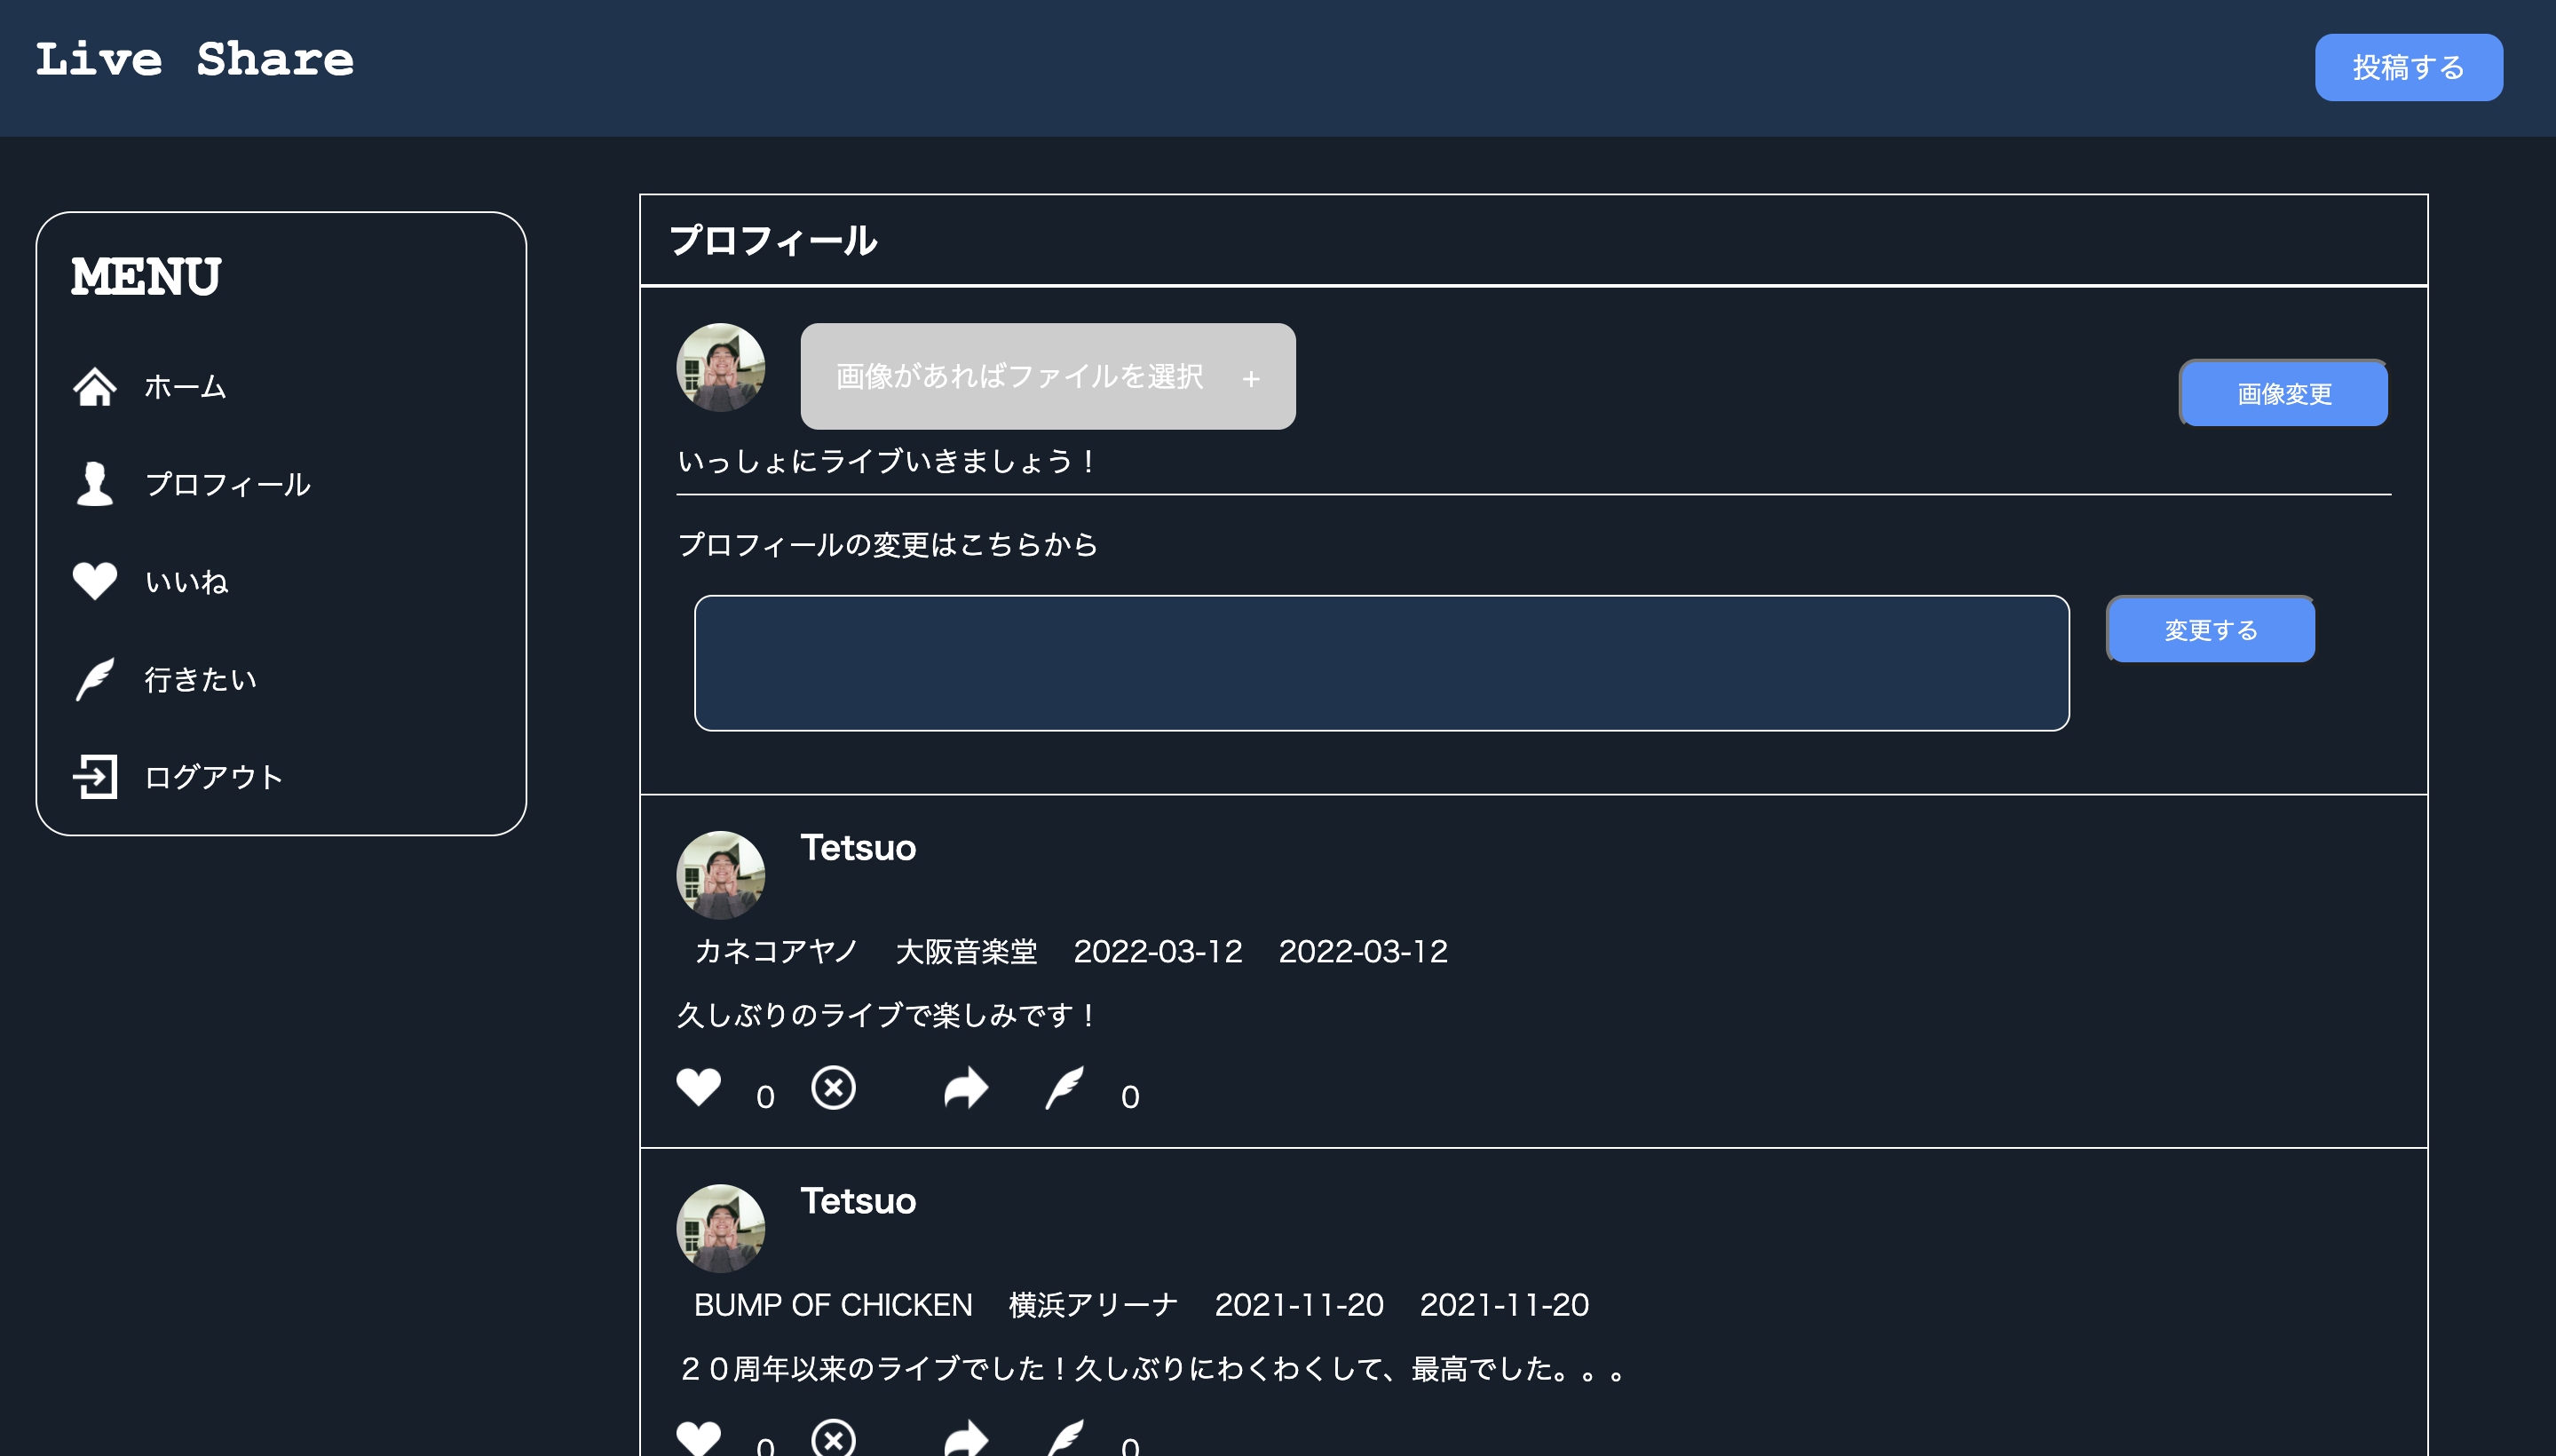 Live Share
投稿する
MENU
ホーム
プロフィール
いいね
行きたい
ログアウト
プロフィール
画像があればファイルを選択 +
画像変更
いっしょにライブいきましょう！
プロフィールの変更はこちらから
変更する
Tetsuo
カネコアヤノ 大阪音楽堂 2022-03-12 2022-03-12
久しぶりのライブで楽しみです！
0 0
Tetsuo
BUMP OF CHICKEN 横浜アリーナ 2021-11-20 2021-11-20
２０周年以来のライブでした！久しぶりにわくわくして、最高でした。。。
0 0